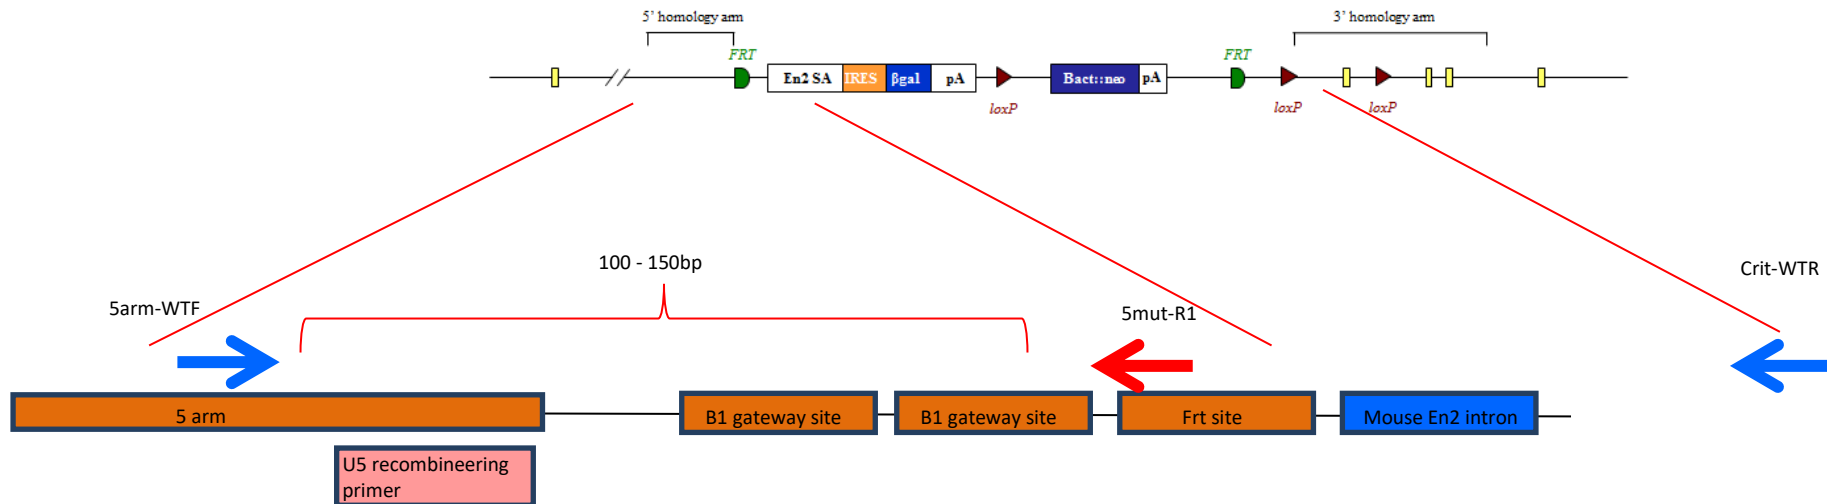 5' homology arm
3' homology arm
FRT
FRT
En2 SA
IRES
βgal
pA
Bact::neo
pA
loxP
loxP
loxP
100 - 150bp
Crit-WTR
5arm-WTF
5mut-R1
5 arm
B1 gateway site
B1 gateway site
Frt site
Mouse En2 intron
U5 recombineering
primer